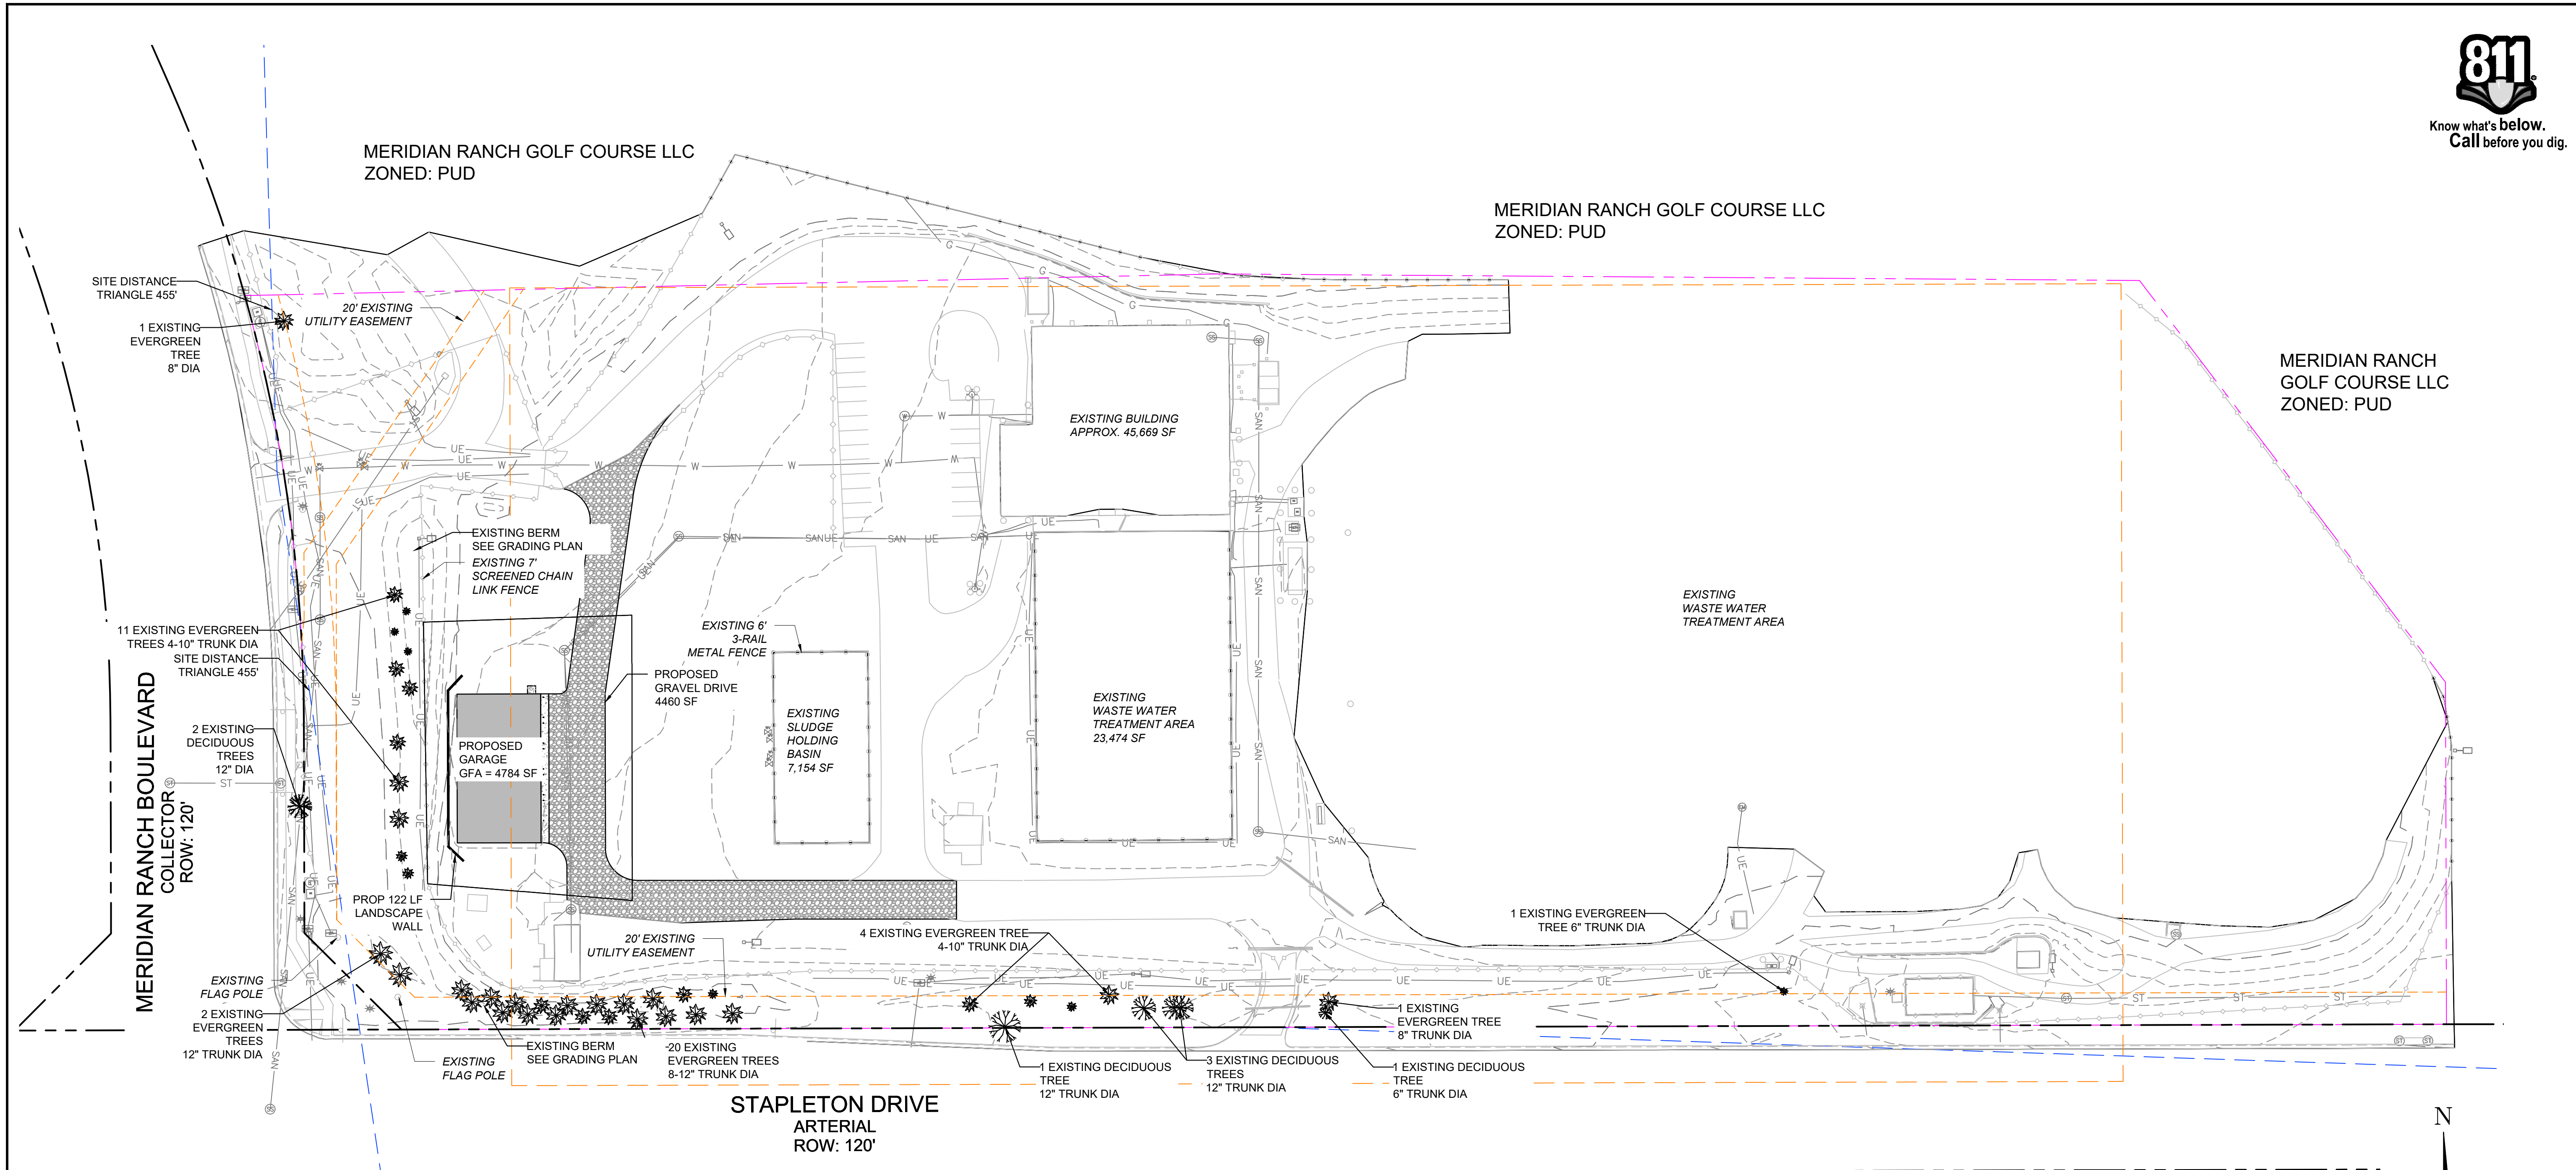 811
Know what's below.
Call before you dig.
MERIDIAN RANCH GOLF COURSE LLC
ZONED: PUD
MERIDIAN RANCH GOLF COURSE LLC
ZONED: PUD
MERIDIAN RANCH
GOLF COURSE LLC
ZONED: PUD
SITE DISTANCE
TRIANGLE 455'
1 EXISTING
EVERGREEN
TREE
8" DIA
20' EXISTING
UTILITY EASEMENT
EXISTING BUILDING
APPROX. 45,669 SF
EXISTING BERM
SEE GRADING PLAN
EXISTING 7'
SCREENED CHAIN
LINK FENCE
11 EXISTING EVERGREEN
TREES 4-10" TRUNK DIA
SITE DISTANCE
TRIANGLE 455'
EXISTING 6'
3-RAIL
METAL FENCE
PROPOSED
GRAVEL DRIVE
4460 SF
EXISTING
WASTE WATER
TREATMENT AREA
EXISTING
SLUDGE
HOLDING
BASIN
7,154 SF
EXISTING
WASTE WATER
TREATMENT AREA
23,474 SF
2 EXISTING
DECIDUOUS
TREES
12" DIA
PROPOSED
GARAGE
GFA = 4784 SF
MERIDIAN RANCH BOULEVARD
COLLECTOR
ROW: 120'
PROP 122 LF
LANDSCAPE
WALL
20' EXISTING
UTILITY EASEMENT
4 EXISTING EVERGREEN TREE
4-10" TRUNK DIA
1 EXISTING EVERGREEN
TREE 6" TRUNK DIA
EXISTING
FLAG POLE
2 EXISTING
EVERGREEN
TREES
12" TRUNK DIA
EXISTING
FLAG POLE
EXISTING BERM
SEE GRADING PLAN
20 EXISTING
EVERGREEN TREES
8-12" TRUNK DIA
1 EXISTING DECIDUOUS
TREE
12" TRUNK DIA
3 EXISTING DECIDUOUS
TREES
12" TRUNK DIA
1 EXISTING
EVERGREEN TREE
8" TRUNK DIA
1 EXISTING DECIDUOUS
TREE
6" TRUNK DIA
STAPLETON DRIVE
ARTERIAL
ROW: 120'
N